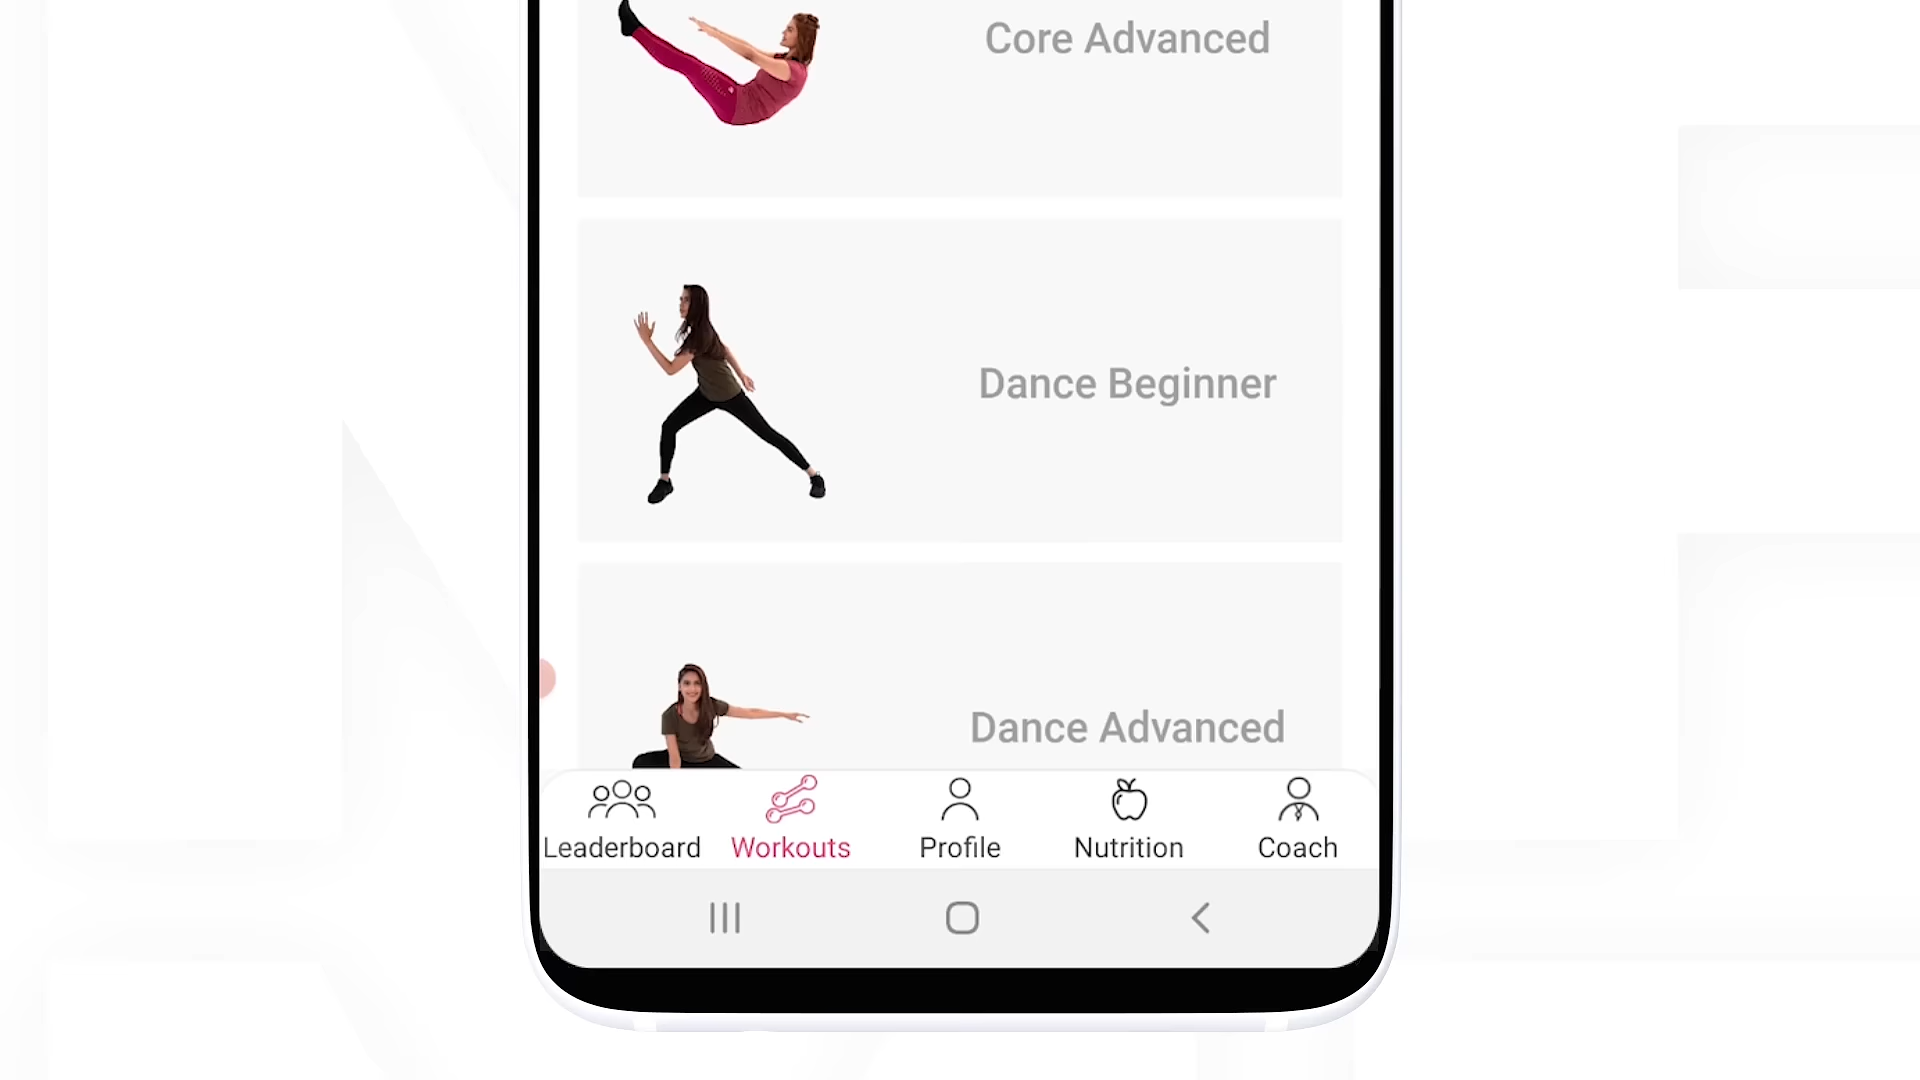 Core Advanced
Dance Beginner
Dance Advanced
Leaderboard
Workouts
Profile
Nutrition
Coach